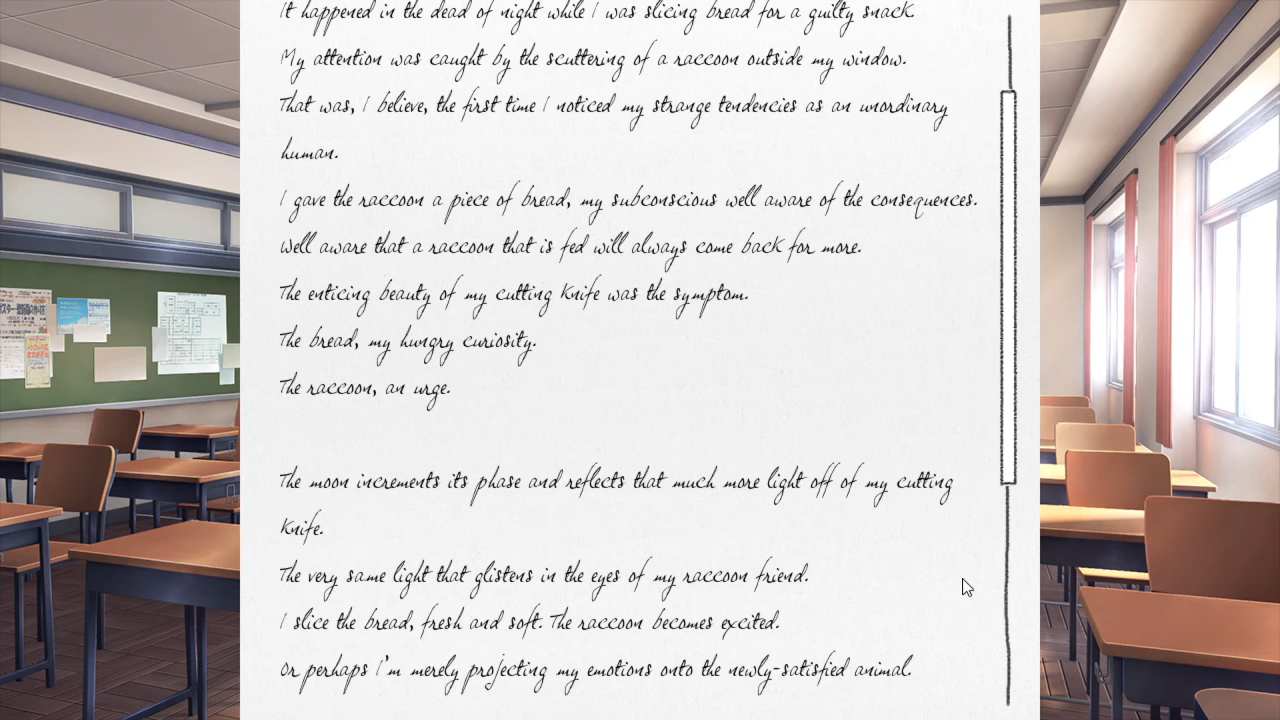 It happened in the dead of night while I was slicing bread for a guilty snack.
My attention was caught by the scuttering of a raccoon outside my window.
That was, I believe, the first time I noticed my strange tendencies as an unordinary
human.
I gave the raccoon a piece of bread, my subconscious well aware of the consequences.
Well aware that a raccoon that is fed will always come back for more.
The enticing beauty of my cutting knife was the symptom.
The bread, my hungry curiosity.
The raccoon, an urge.
The moon increments its phase and reflects that much more light off of my cutting
knife.
The very same light that glistens in the eyes of my raccoon friend.
I slice the bread, fresh and soft. The raccoon becomes excited.
Or perhaps I'm merely projecting my emotions onto the newly-satisfied animal.